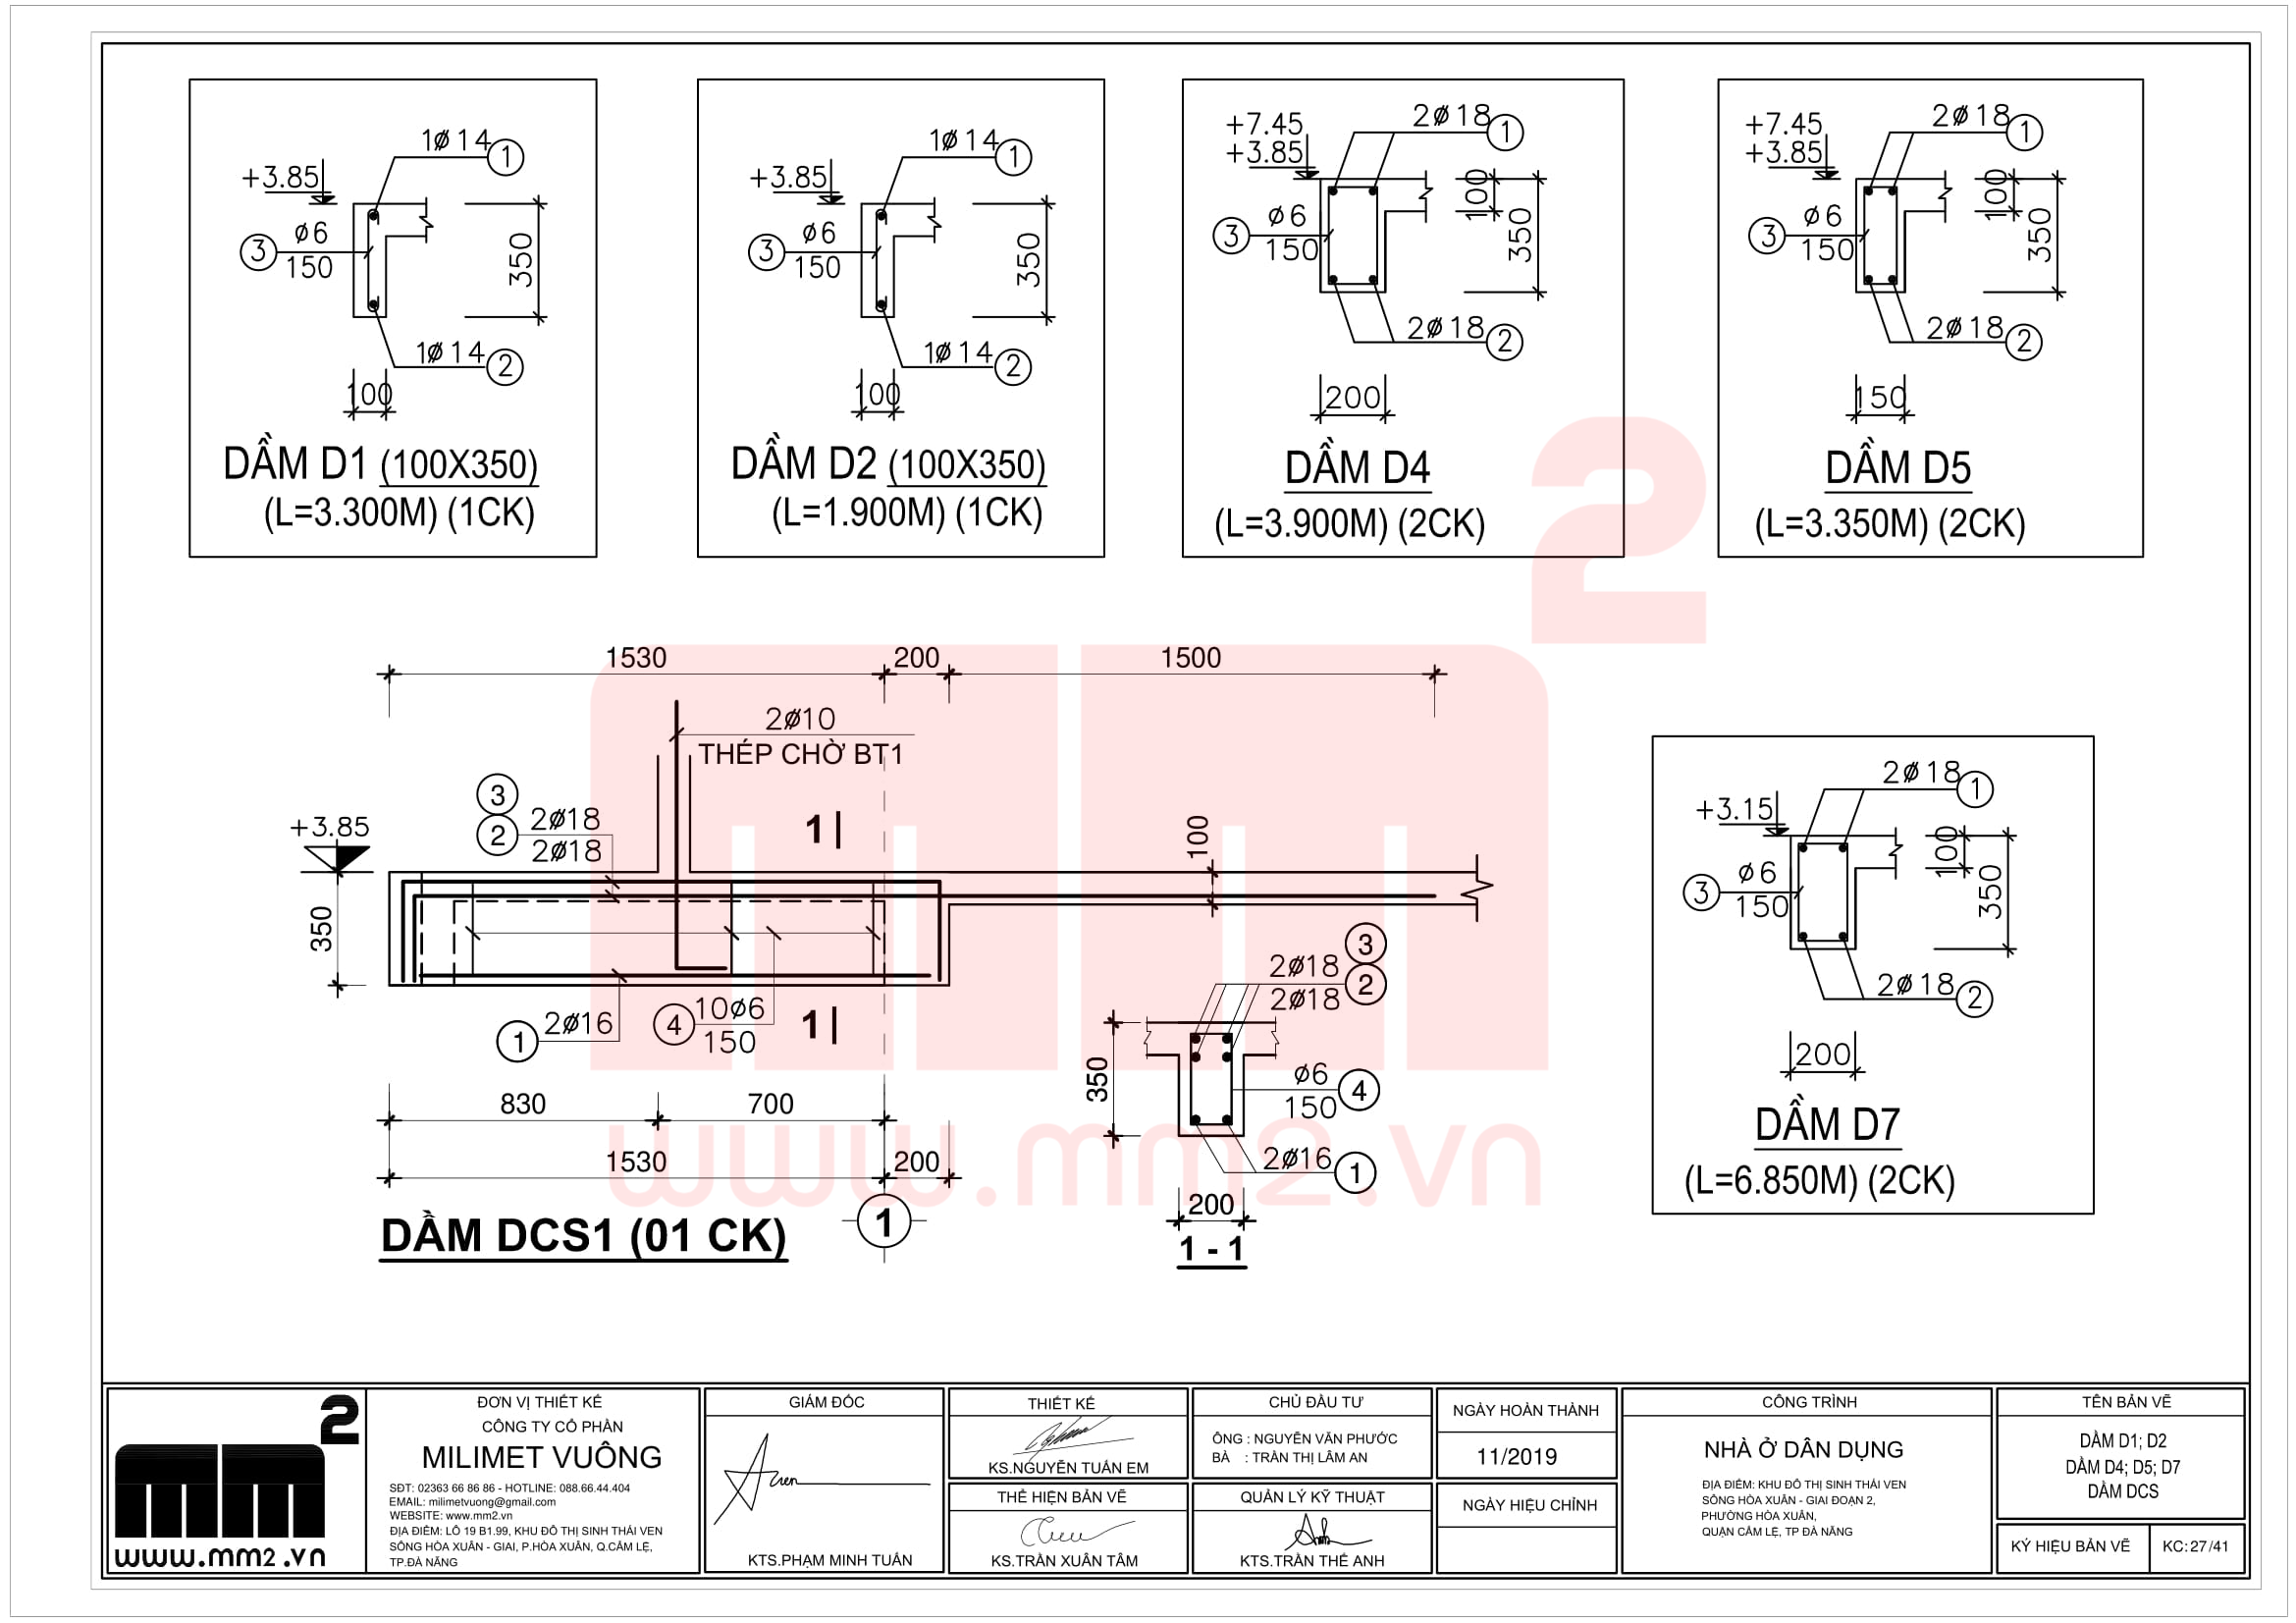 1ø14
1
+3.85
3
ø6
150
350
1ø14
2
100
DẦM D1 (100X350)
(L=3.300M) (1CK)
1ø14
1
+3.85
3
ø6
150
350
1ø14
2
100
DẦM D2 (100X350)
(L=1.900M) (1CK)
2ø18
1
+7.45
+3.85
3
ø6
150
100
350
2ø18
2
200
DẦM D4
(L=3.900M) (2CK)
2ø18
1
+7.45
+3.85
3
ø6
150
100
350
2ø18
2
150
DẦM D5
(L=3.350M) (2CK)
1530
200
1500
2ø10
THÉP CHỜ BT1
3
2
2ø18
2ø18
+3.85
1
100
350
1
2ø16
4
10ø6
150
1
830
700
1530
200
1
DẦM DCS1 (01 CK)
2ø18
2ø18
3
2
350
ø6
150
4
2ø16
1
200
1 - 1
2ø18
1
+3.15
3
ø6
150
100
350
2ø18
2
200
DẦM D7
(L=6.850M) (2CK)
mm2
www.mm2.vn
mm2
www.mm2.vn
ĐƠN VỊ THIẾT KẾ
CÔNG TY CỔ PHẦN
MILIMET VUÔNG
SĐT: 02363 66 86 86 - HOTLINE: 088.66.44.404
EMAIL: milimetvuong@gmail.com
WEBSITE: www.mm2.vn
ĐỊA ĐIỂM: LÔ 19 B1.99, KHU ĐÔ THỊ SINH THÁI VEN
SÔNG HÒA XUÂN - GIAI, P.HÒA XUÂN, Q.CẨM LỆ,
TP.ĐÀ NẴNG
GIÁM ĐỐC
KTS.PHẠM MINH TUẤN
THIẾT KẾ
KS.NGUYỄN TUẤN EM
THỂ HIỆN BẢN VẼ
KS.TRẦN XUÂN TÂM
CHỦ ĐẦU TƯ
ÔNG : NGUYỄN VĂN PHƯỚC
BÀ : TRẦN THỊ LÂM AN
QUẢN LÝ KỸ THUẬT
KTS.TRẦN THẾ ANH
NGÀY HOÀN THÀNH
11/2019
NGÀY HIỆU CHỈNH
CÔNG TRÌNH
NHÀ Ở DÂN DỤNG
ĐỊA ĐIỂM: KHU ĐÔ THỊ SINH THÁI VEN
SÔNG HÒA XUÂN - GIAI ĐOẠN 2,
PHƯỜNG HÒA XUÂN,
QUẬN CẨM LỆ, TP ĐÀ NẴNG
TÊN BẢN VẼ
DẦM D1; D2
DẦM D4; D5; D7
DẦM DCS
KÝ HIỆU BẢN VẼ
KC: 27/41